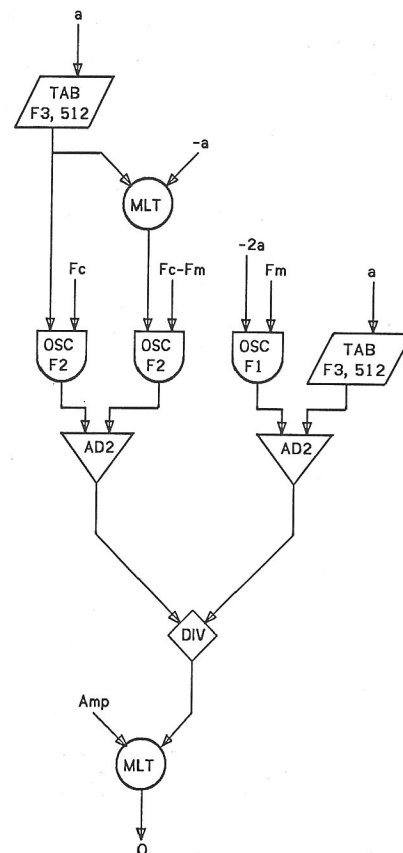 a
TAB
F3, 512
-a
MLT
Fc
Fc-Fm
-2a
Fm
a
OSC
F2
OSC
F2
OSC
F1
TAB
F3, 512
AD2
AD2
DIV
Amp
MLT
O